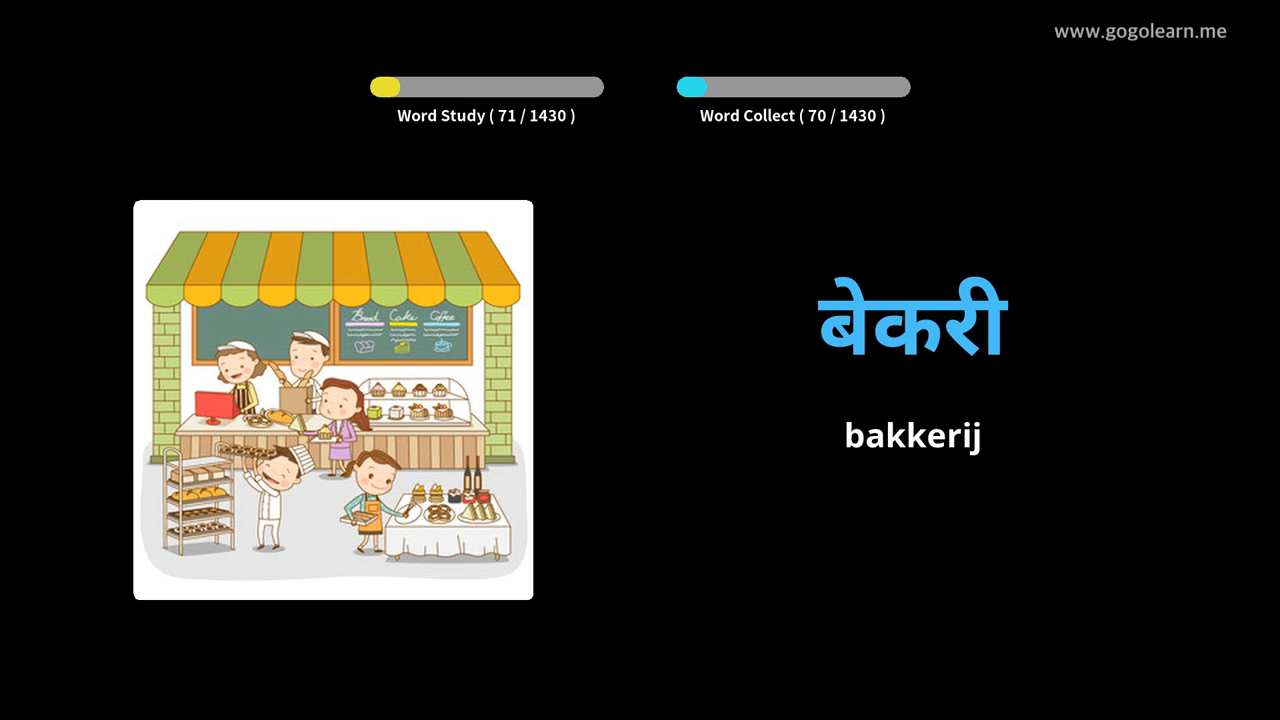 www.gogolearn.me
Word Study ( 71 / 1430 )
Word Collect ( 70 / 1430 )
Bread Cake Coffee
बेकरी
bakkerij